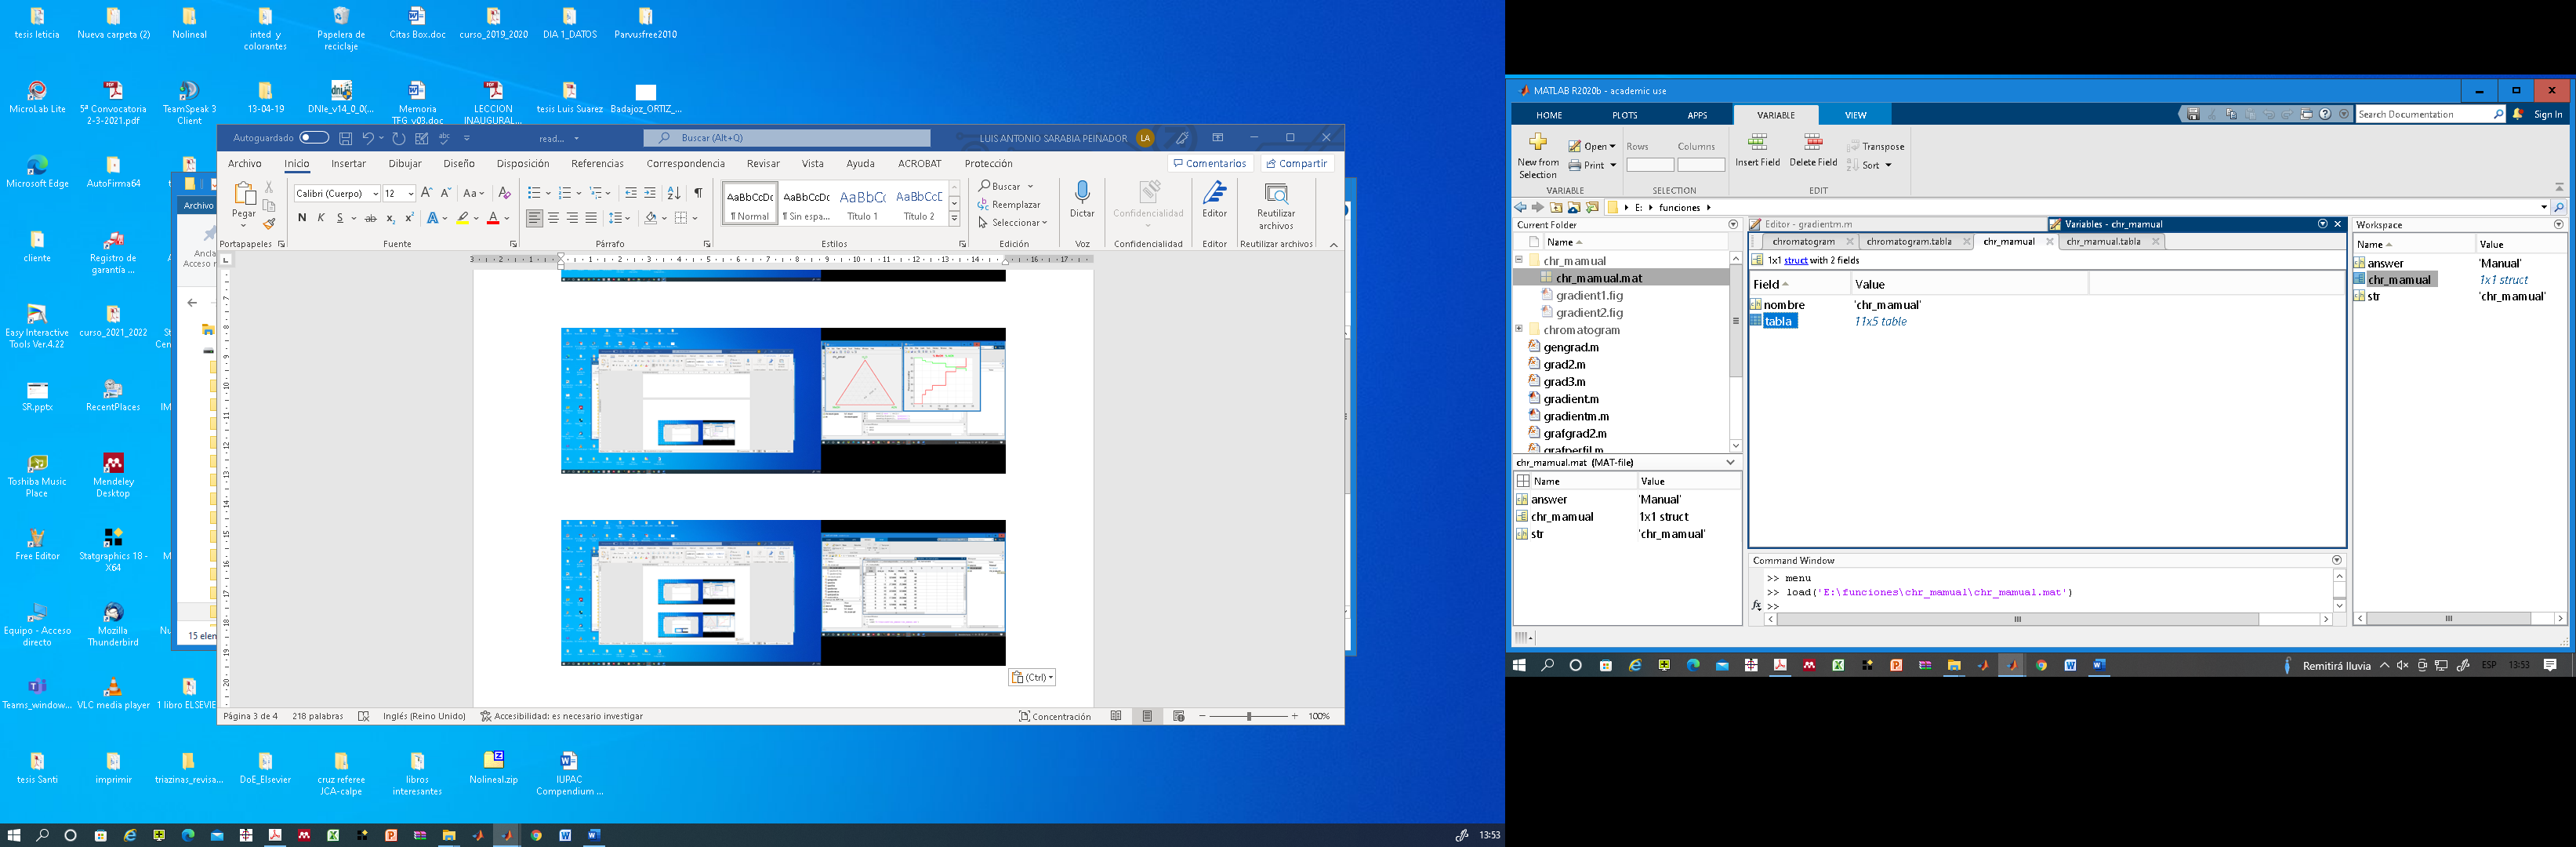 tesis leticia
Nueva carpeta (2)
Nolineal
inted y colorantes
Papelera de reciclaje
Citas Box.doc
curso_2019_2020
DIA 1_DATOS
Parvusfree2010
MicroLab Lite
5ª Convocatoria 2-3-2021.pdf
TeamSpeak 3 Client
13-04-19
DNIe_v14_0_0(...
Memoria TFG_v03.doc
LECCION INAUGURAL...
tesis Luis Suarez
Badajoz_ORTIZ_...
Microsoft Edge
AutoFirma64
cliente
Registro de garantía ...
Easy Interactive Tools Ver.4.22
curso_2021_2022
SR.pptx
RecentPlaces
Toshiba Music Place
Mendeley Desktop
Free Editor
Statgraphics 18 - X64
Equipo - Acceso directo
Mozilla Thunderbird
Teams_window...
VLC media player
1 libro ELSEVIE
tesis Santi
imprimir
triazinas_revisa...
DoE_Elsevier
cruz referee JCA-calpe
libros interesantes
Nolineal.zip
IUPAC Compendium ...
Archivo
15 elen
Autoguardado
read...
Buscar (Alt+Q)
LUIS ANTONIO SARABIA PEINADOR
LA
Archivo Inicio Insertar Dibujar Diseño Disposición Referencias Correspondencia Revisar Vista Ayuda ACROBAT Protección
Comentarios
Compartir
Pegar
Calibri (Cuerpo) 12
N K S ab x₂ x²
AaBbCcDc AaBbCcDc AaBbCc AaBbCcE
¶ Normal ¶ Sin espa... Título 1 Título 2
Buscar
Reemplazar
Seleccionar
Dictar
Confidencialidad
Editor
Reutilizar archivos
Portapapeles Fuente Párrafo Estilos Edición Voz Confidencialidad Editor Reutilizar archivos
(Ctrl)
Página 3 de 4 218 palabras Inglés (Reino Unido) Accesibilidad: es necesario investigar
Concentración
100%
13:53
MATLAB R2020b - academic use
HOME PLOTS APPS VARIABLE VIEW
Search Documentation
Sign In
New from Selection
Open
Print
Rows Columns
Insert Field
Delete Field
Transpose
Sort
VARIABLE SELECTION EDIT
E: funciones
Current Folder
Name
chr_mamual
chr_mamual.mat
gradient1.fig
gradient2.fig
chromatogram
gengrad.m
grad2.m
grad3.m
gradient.m
gradientm.m
grafgrad2.m
grafperfil.m
chr_mamual.mat (MAT-file)
Name Value
answer 'Manual'
chr_mamual 1x1 struct
str 'chr_mamual'
Editor - gradientm.m
Variables - chr_mamual
chromatogram chromatogram.tabla chr_mamual chr_mamual.tabla
1x1 struct with 2 fields
Field Value
nombre 'chr_mamual'
tabla 11x5 table
Command Window
>> menu
>> load('E:\funciones\chr_mamual\chr_mamual.mat')
fx >>
Workspace
Name Value
answer 'Manual'
chr_mamual 1x1 struct
str 'chr_mamual'
Remitirá lluvia
ESP
13:53